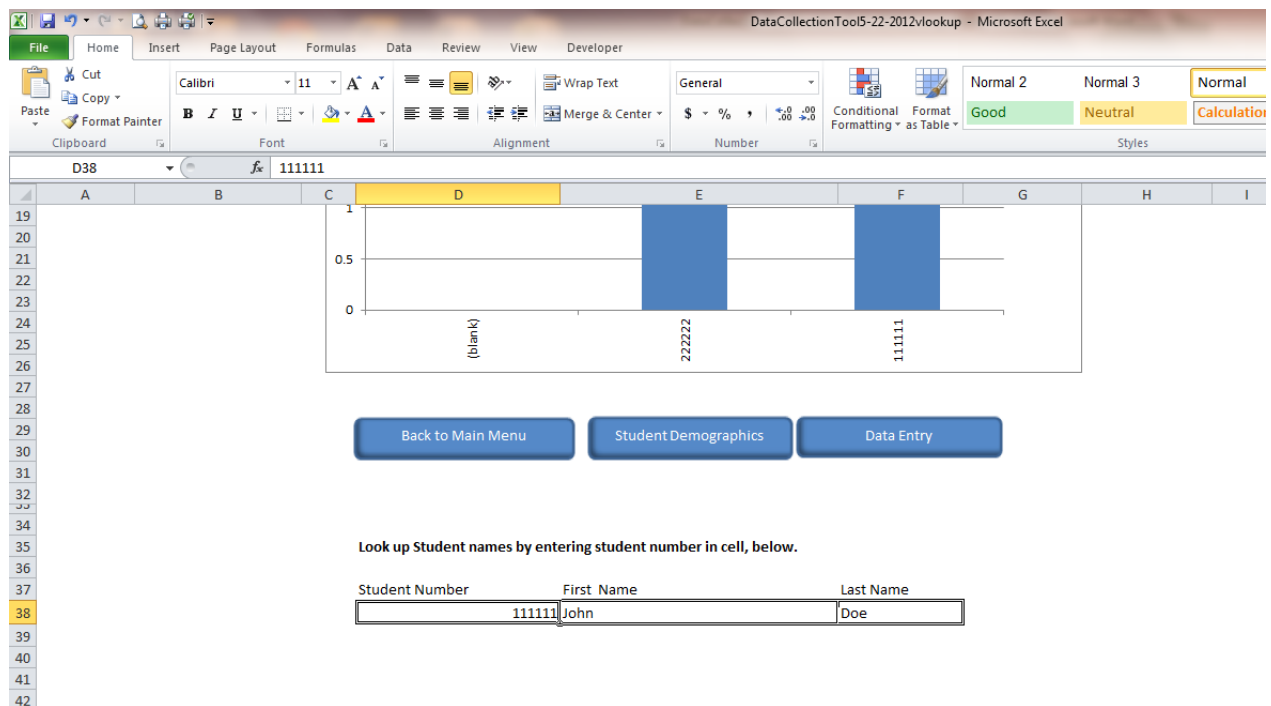 DataCollectionTool5-22-2012vlookup - Microsoft Excel
File Home Insert Page Layout Formulas Data Review View Developer
Paste
Cut
Copy
Format Painter
Clipboard
Calibri 11 A A
B I U A
Font
Wrap Text
Merge & Center
Alignment
General
$ % , .0 .00 .00 .0
Number
Conditional Formatting
Format as Table
Normal 2 Normal 3 Normal
Good Neutral Calculation
Styles
D38 fx 111111
A B C D E F G H I
19 1
20
21 0.5
22
23 0
24
25 (blank) 222222 111111
26
27
28
29 Back to Main Menu Student Demographics Data Entry
30
31
32
33
34
35 Look up Student names by entering student number in cell, below.
36
37 Student Number First Name Last Name
38 111111 John Doe
39
40
41
42